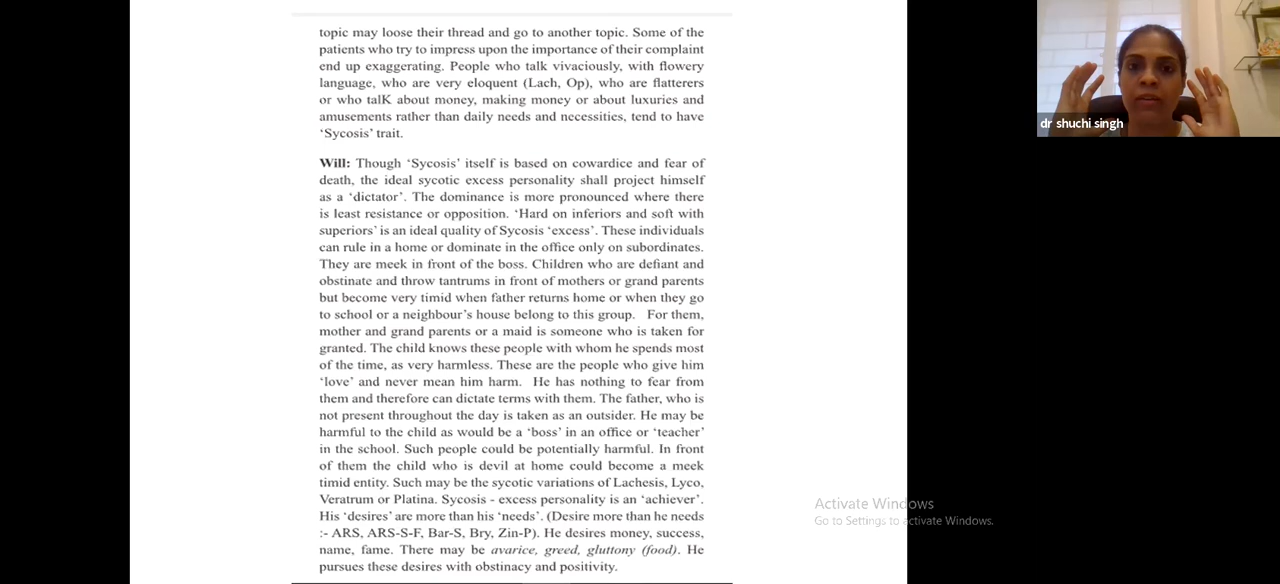 topic may loose their thread and go to another topic. Some of the
patients who try to impress upon the importance of their complaint
end up exaggerating. People who talk vivaciously, with flowery
language, who are very eloquent (Lach, Op), who are flatterers
or who talK about money, making money or about luxuries and
amusements rather than daily needs and necessities, tend to have
‘Sycosis’ trait.
Will: Though ‘Sycosis’ itself is based on cowardice and fear of
death, the ideal sycotic excess personality shall project himself
as a ‘dictator’. The dominance is more pronounced where there
is least resistance or opposition. ‘Hard on inferiors and soft with
superiors’ is an ideal quality of Sycosis ‘excess’. These individuals
can rule in a home or dominate in the office only on subordinates.
They are meek in front of the boss. Children who are defiant and
obstinate and throw tantrums in front of mothers or grand parents
but become very timid when father returns home or when they go
to school or a neighbour’s house belong to this group. For them,
mother and grand parents or a maid is someone who is taken for
granted. The child knows these people with whom he spends most
of the time, as very harmless. These are the people who give him
‘love’ and never mean him harm. He has nothing to fear from
them and therefore can dictate terms with them. The father, who is
not present throughout the day is taken as an outsider. He may be
harmful to the child as would be a ‘boss’ in an office or ‘teacher’
in the school. Such people could be potentially harmful. In front
of them the child who is devil at home could become a meek
timid entity. Such may be the sycotic variations of Lachesis, Lyco,
Veratrum or Platina. Sycosis - excess personality is an ‘achiever’.
His ‘desires’ are more than his ‘needs’. (Desire more than he needs
:- ARS, ARS-S-F, Bar-S, Bry, Zin-P). He desires money, success,
name, fame. There may be avarice, greed, gluttony (food). He
pursues these desires with obstinacy and positivity.
dr shuchi singh
Activate Windows
Go to Settings to activate Windows.